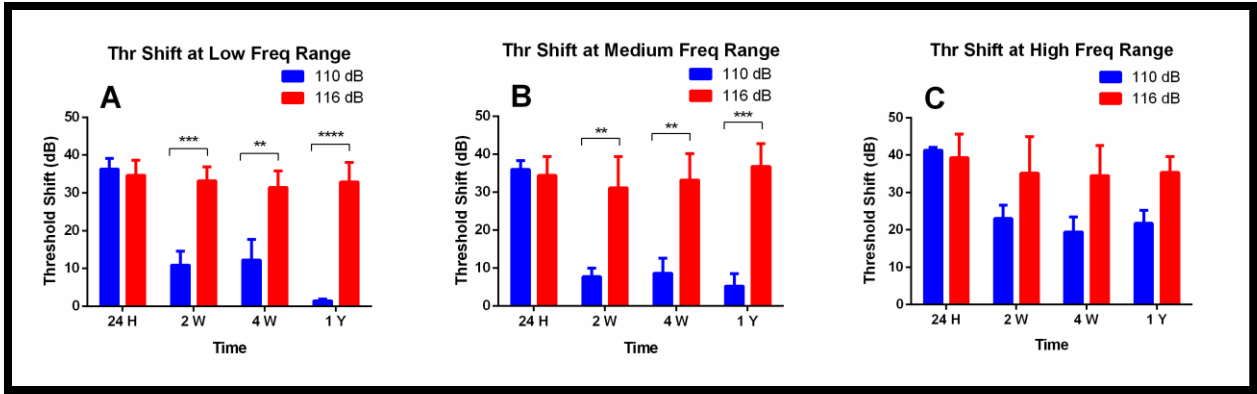 Thr Shift at Low Freq Range
110 dB
116 dB
A
50
40
30
20
10
0
Threshold Shift (dB)
***
**
****
24 H 2 W 4 W 1 Y
Time
Thr Shift at Medium Freq Range
110 dB
116 dB
B
50
40
30
20
10
0
Threshold Shift (dB)
**
**
***
24 H 2 W 4 W 1 Y
Time
Thr Shift at High Freq Range
110 dB
116 dB
C
50
40
30
20
10
0
Threshold Shift (dB)
24 H 2 W 4 W 1 Y
Time